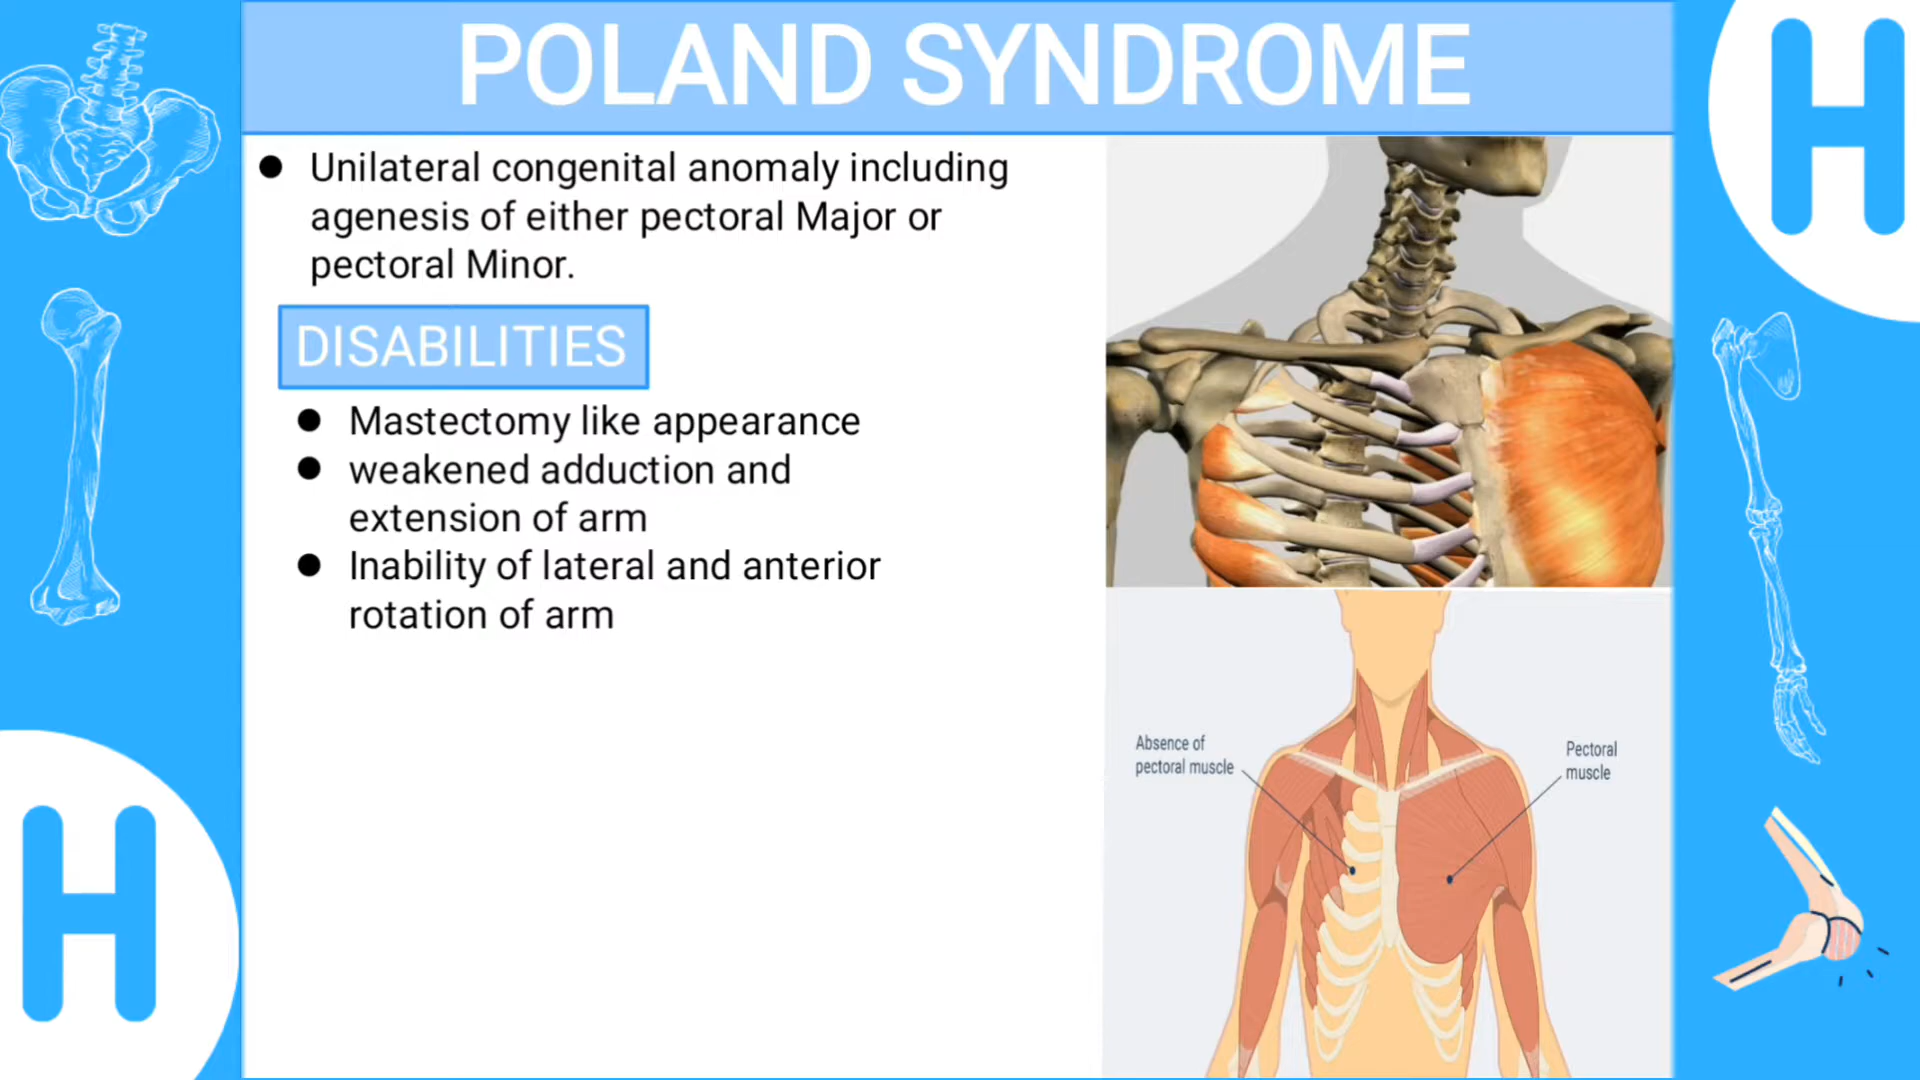 POLAND SYNDROME
● Unilateral congenital anomaly including
agenesis of either pectoral Major or
pectoral Minor.
DISABILITIES
● Mastectomy like appearance
● weakened adduction and
extension of arm
● Inability of lateral and anterior
rotation of arm
Absence of
pectoral muscle
Pectoral
muscle
H
H